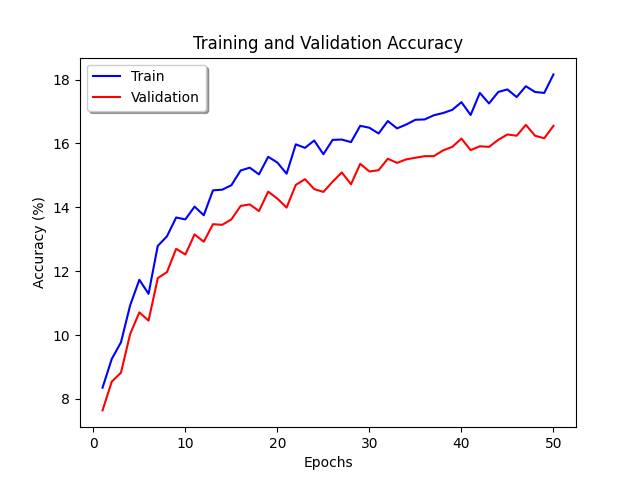 Training and Validation Accuracy
Train
Validation
Accuracy (%)
18
16
14
12
10
8
0 10 20 30 40 50
Epochs